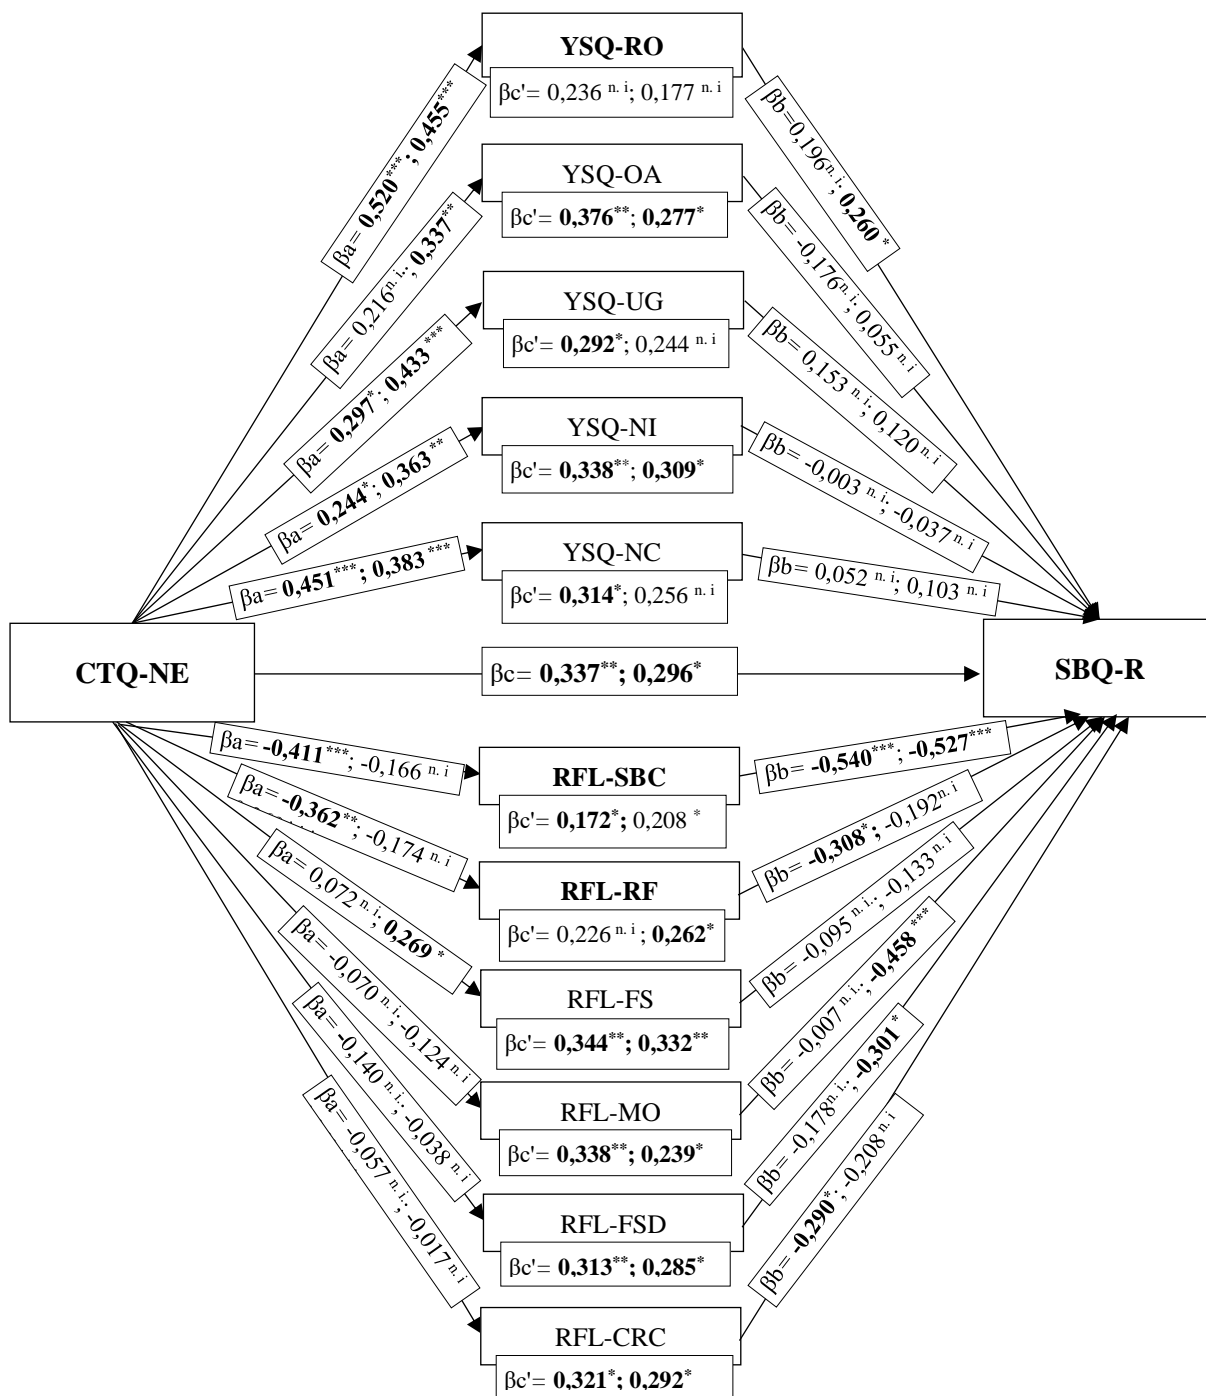 YSQ-RO
βc'= 0,236 n. i; 0,177 n. i
βa= 0,520***; 0,455***
βb=0,196n.i; 0,260 *
YSQ-OA
βc'= 0,376**; 0,277*
βa= 0,216n.i.; 0,337**
βb= -0,176n.i; 0,055 n.i
YSQ-UG
βc'= 0,292*; 0,244 n. i
βa= 0,297*; 0,433***
βb= 0,153 n.i; 0,120 n.i
YSQ-NI
βc'= 0,338**; 0,309*
βa= 0,244*; 0,363**
βb= -0,003 n.i; -0,037 n.i
YSQ-NC
βc'= 0,314*; 0,256 n. i
βa= 0,451***; 0,383 ***
βb= 0,052 n. i; 0,103 n. i
CTQ-NE
βc= 0,337**; 0,296*
SBQ-R
βa= -0,411***; -0,166 n. i
RFL-SBC
βc'= 0,172*; 0,208 *
βb= -0,540***; -0,527***
βa= -0,362**; -0,174 n. i
RFL-RF
βc'= 0,226 n. i ; 0,262*
βb= -0,308*; -0,192n.i
βa= 0,072 n. i; 0,269 *
RFL-FS
βc'= 0,344**; 0,332**
βb= -0,095 n.i.; -0,133 n.i
βa= -0,070 n.i; -0,124 n. i
RFL-MO
βc'= 0,338**; 0,239*
βb= -0,007 n.i.; -0,458 ***
βa= -0,140 n.i.; -0,038 n.i
RFL-FSD
βc'= 0,313**; 0,285*
βb= -0,178n.i.; -0,301 *
βa= -0,057n.i.; -0,017 n.i
RFL-CRC
βc'= 0,321*; 0,292*
βb= -0,290*; -0,208 n.i